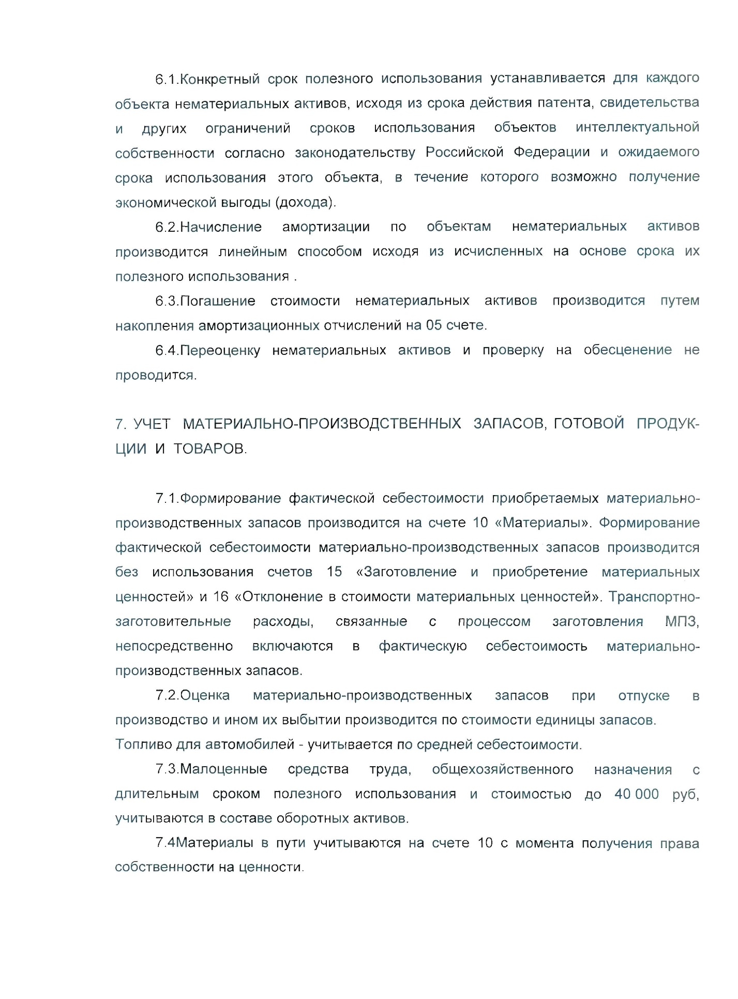 6.1.Конкретный срок полезного использования устанавливается для каждого
объекта нематериальных активов, исходя из срока действия патента, свидетельства
и других ограничений сроков использования объектов интеллектуальной
собственности согласно законодательству Российской Федерации и ожидаемого
срока использования этого объекта, в течение которого возможно получение
экономической выгоды (дохода).
6.2.Начисление амортизации по объектам нематериальных активов
производится линейным способом исходя из исчисленных на основе срока их
полезного использования .
6.3.Погашение стоимости нематериальных активов производится путем
накопления амортизационных отчислений на 05 счете.
6.4.Переоценку нематериальных активов и проверку на обесценение не
проводится.
7. УЧЕТ МАТЕРИАЛЬНО-ПРОИЗВОДСТВЕННЫХ ЗАПАСОВ, ГОТОВОЙ ПРОДУК-
ЦИИ И ТОВАРОВ.
7.1.Формирование фактической себестоимости приобретаемых материально-
производственных запасов производится на счете 10 «Материалы». Формирование
фактической себестоимости материально-производственных запасов производится
без использования счетов 15 «Заготовление и приобретение материальных
ценностей» и 16 «Отклонение в стоимости материальных ценностей». Транспортно-
заготовительные расходы, связанные с процессом заготовления МПЗ,
непосредственно включаются в фактическую себестоимость материально-
производственных запасов.
7.2.Оценка материально-производственных запасов при отпуске в
производство и ином их выбытии производится по стоимости единицы запасов.
Топливо для автомобилей - учитывается по средней себестоимости.
7.3.Малоценные средства труда, общехозяйственного назначения с
длительным сроком полезного использования и стоимостью до 40 000 руб,
учитываются в составе оборотных активов.
7.4Материалы в пути учитываются на счете 10 с момента получения права
собственности на ценности.